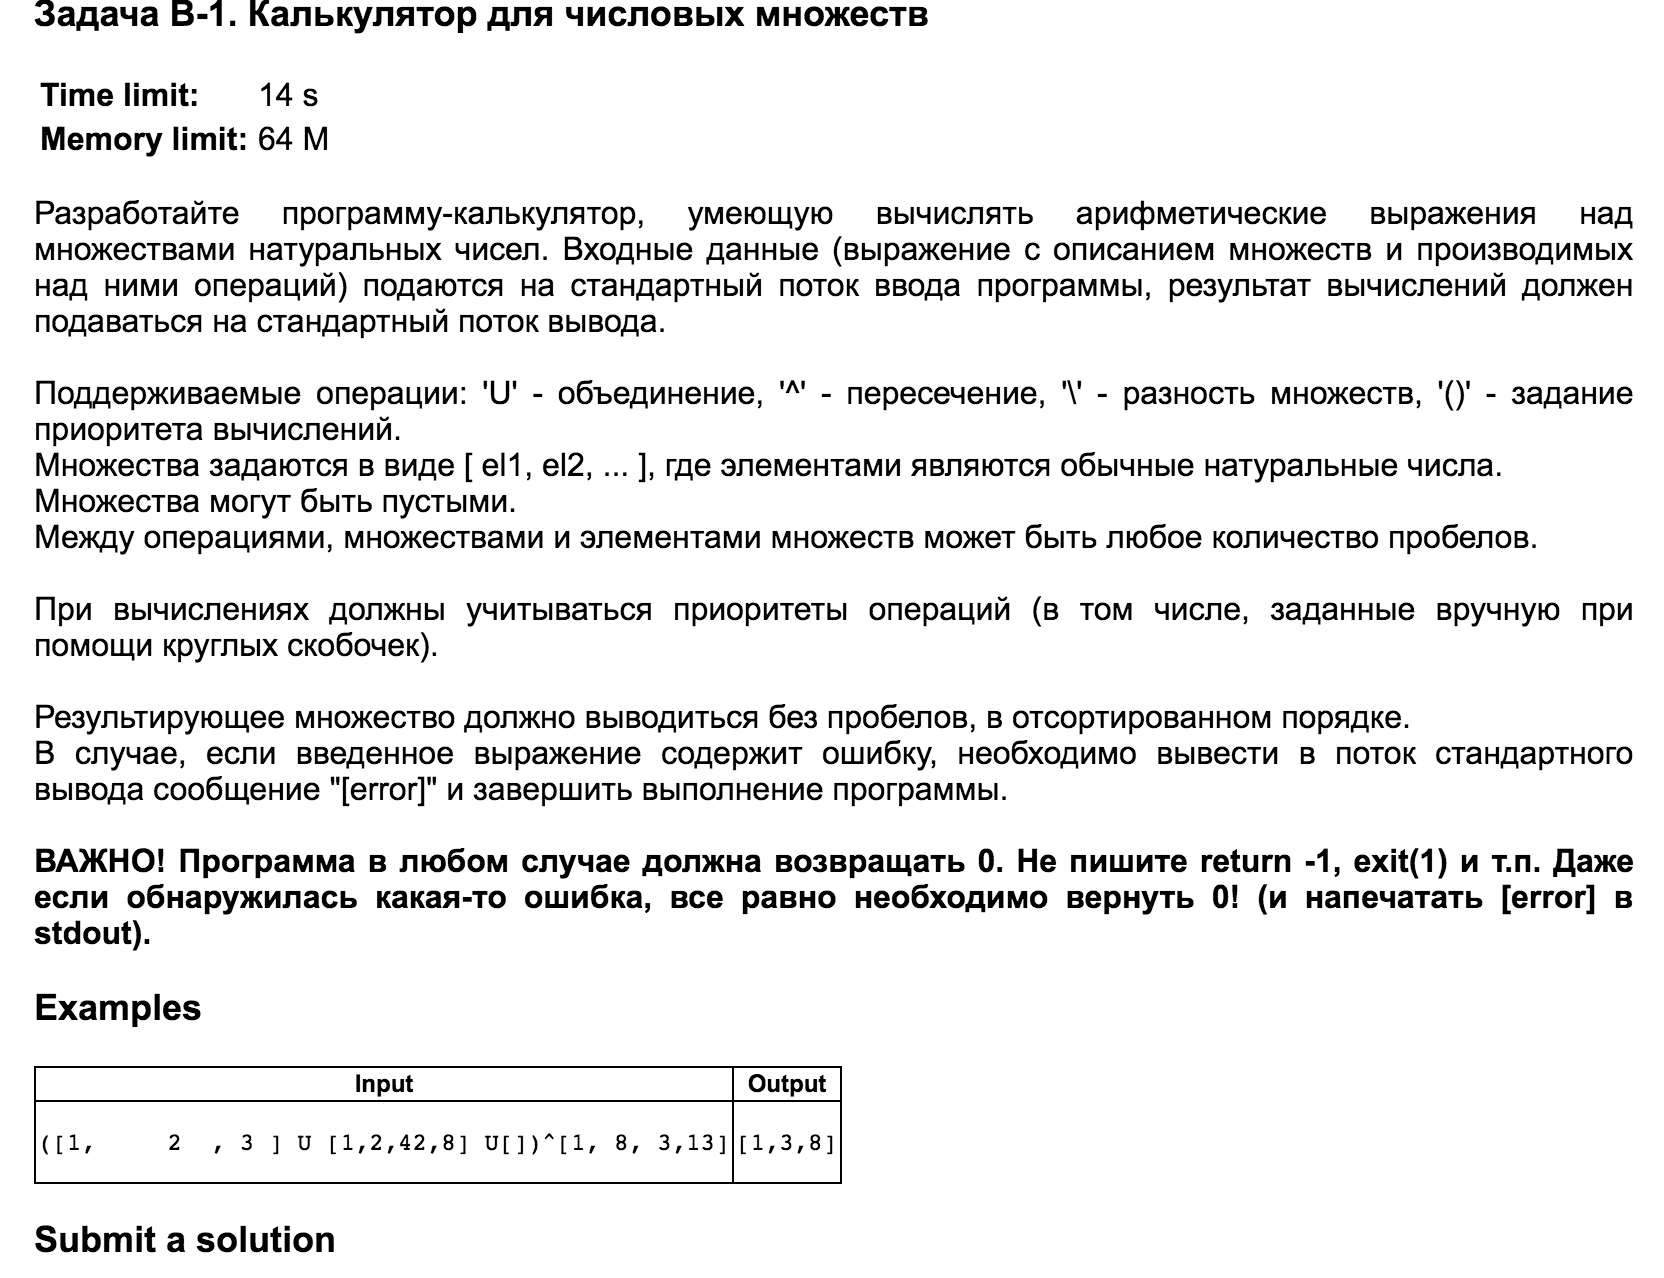 Задача B-1. Калькулятор для числовых множеств
Time limit: 14 s
Memory limit: 64 M
Разработайте программу-калькулятор, умеющую вычислять арифметические выражения над
множествами натуральных чисел. Входные данные (выражение с описанием множеств и производимых
над ними операций) подаются на стандартный поток ввода программы, результат вычислений должен
подаваться на стандартный поток вывода.
Поддерживаемые операции: 'U' - объединение, '^' - пересечение, '\' - разность множеств, '()' - задание
приоритета вычислений.
Множества задаются в виде [ el1, el2, ... ], где элементами являются обычные натуральные числа.
Множества могут быть пустыми.
Между операциями, множествами и элементами множеств может быть любое количество пробелов.
При вычислениях должны учитываться приоритеты операций (в том числе, заданные вручную при
помощи круглых скобочек).
Результирующее множество должно выводиться без пробелов, в отсортированном порядке.
В случае, если введенное выражение содержит ошибку, необходимо вывести в поток стандартного
вывода сообщение "[error]" и завершить выполнение программы.
ВАЖНО! Программа в любом случае должна возвращать 0. Не пишите return -1, exit(1) и т.п. Даже
если обнаружилась какая-то ошибка, все равно необходимо вернуть 0! (и напечатать [error] в
stdout).
Examples
Input Output
([1,     2  , 3 ] U [1,2,42,8] U[])^[1, 8, 3,13] [1,3,8]
Submit a solution